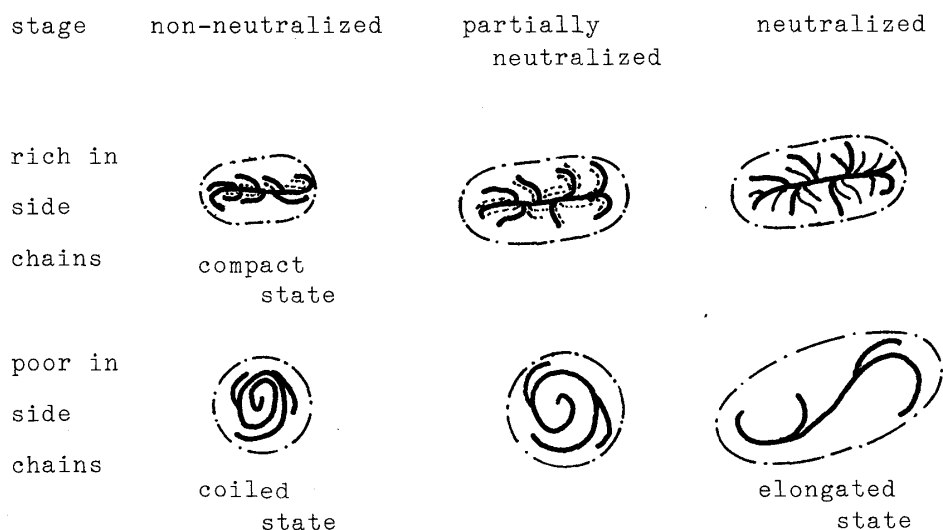 stage non-neutralized partially neutralized
neutralized
rich in
side
chains
compact
state
poor in
side
chains
coiled
state
elongated
state